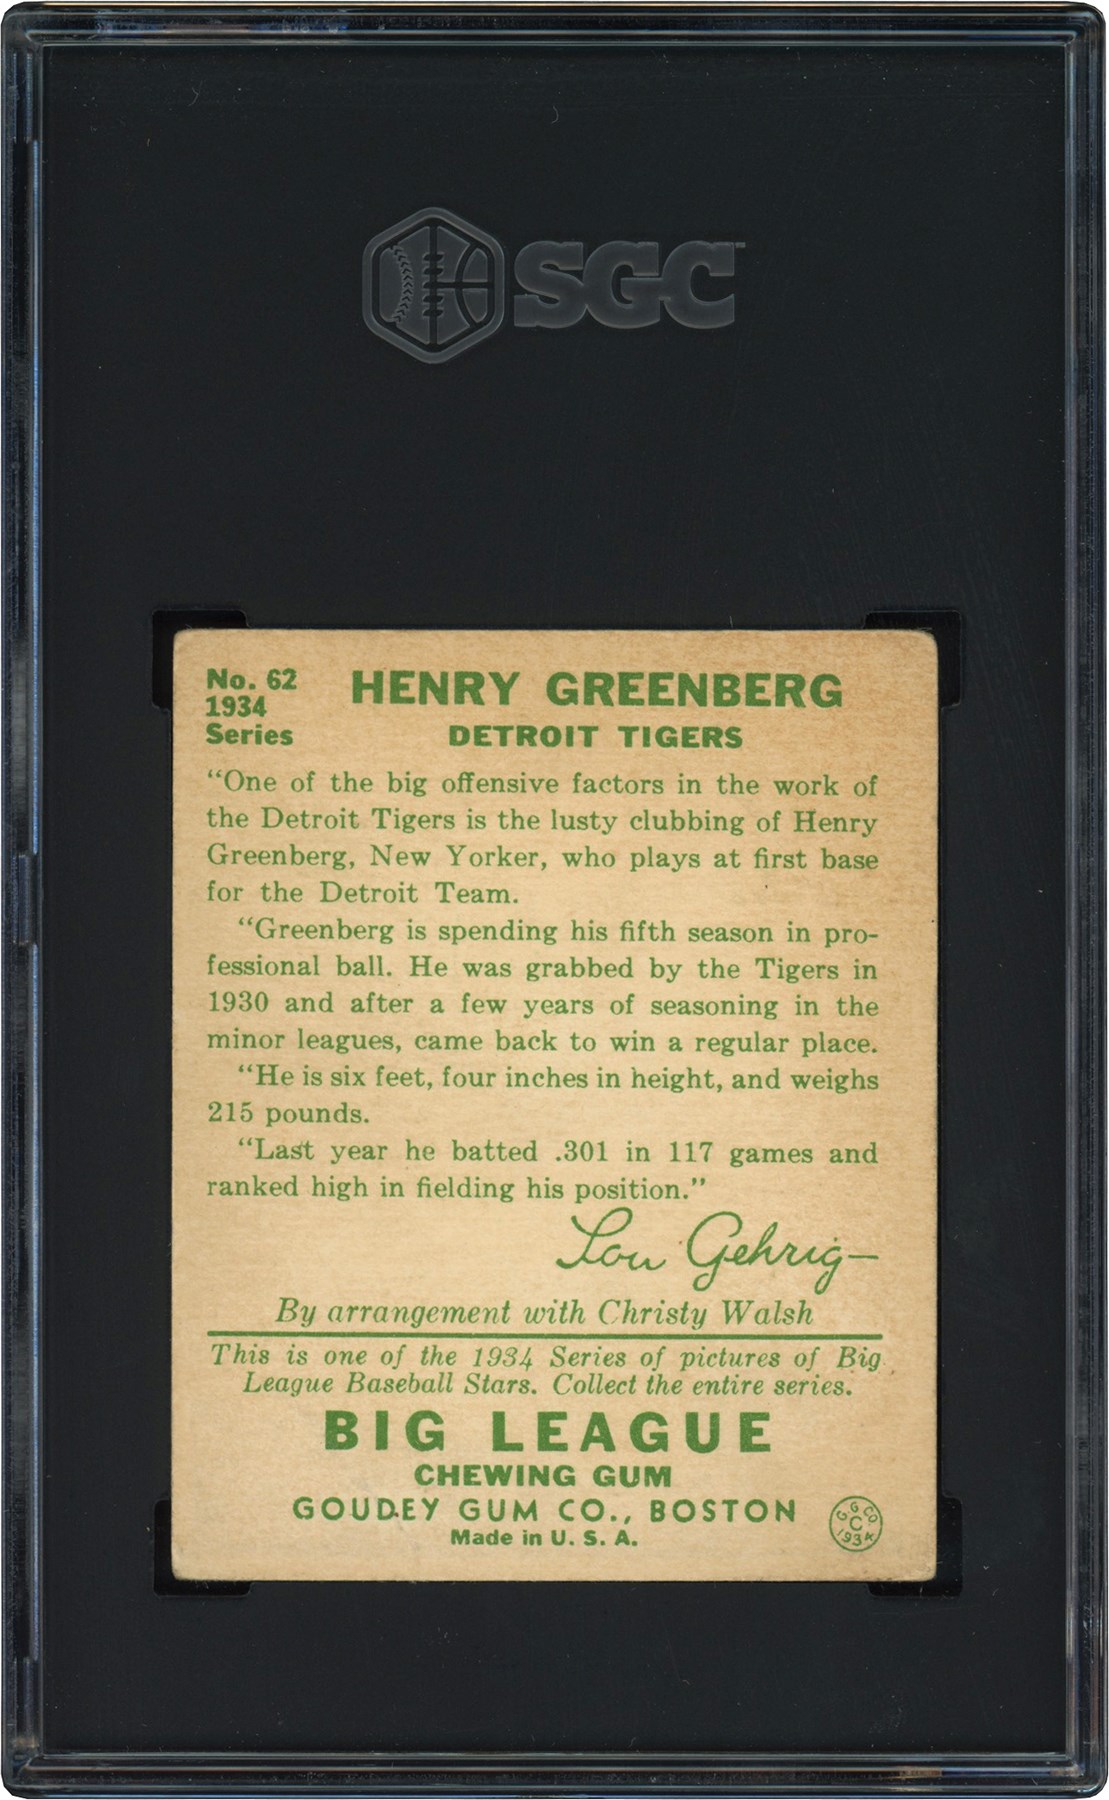 SGC
No. 62
1934
Series
HENRY GREENBERG
DETROIT TIGERS
“One of the big offensive factors in the work of
the Detroit Tigers is the lusty clubbing of Henry
Greenberg, New Yorker, who plays at first base
for the Detroit Team.
“Greenberg is spending his fifth season in pro-
fessional ball. He was grabbed by the Tigers in
1930 and after a few years of seasoning in the
minor leagues, came back to win a regular place.
“He is six feet, four inches in height, and weighs
215 pounds.
“Last year he batted .301 in 117 games and
ranked high in fielding his position.”
Lou Gehrig
By arrangement with Christy Walsh
This is one of the 1934 Series of pictures of Big
League Baseball Stars. Collect the entire series.
BIG LEAGUE
CHEWING GUM
GOUDEY GUM CO., BOSTON
Made in U. S. A.
G. G. CO
C
1934